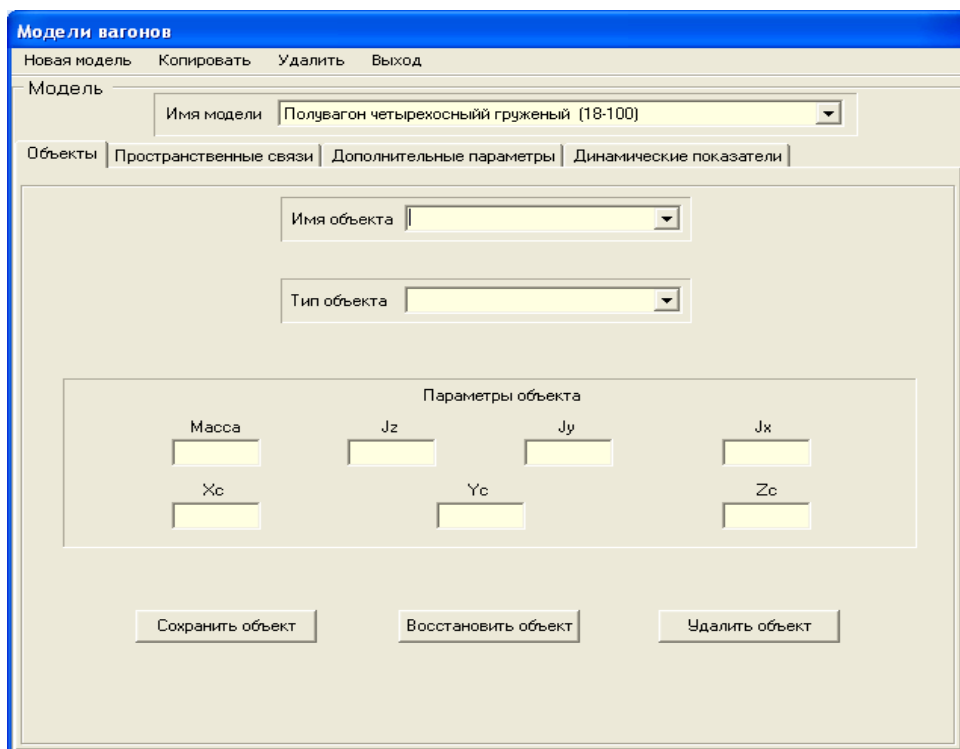 Модели вагонов
Новая модель Копировать Удалить Выход
Модель
Имя модели Полувагон четырехосныйй груженый (18-100)
Объекты Пространственные связи Дополнительные параметры Динамические показатели
Имя объекта
Тип объекта
Параметры объекта
Масса Jz Jy Jx
Xc Yc Zc
Сохранить объект Восстановить объект Удалить объект